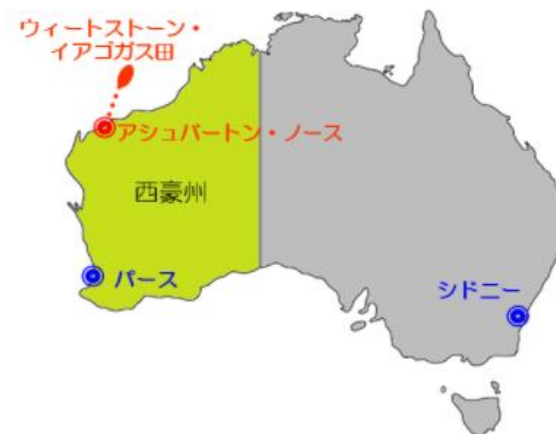 ウィートストーン・
イアゴガス田
アシュバートン・ノース
西豪州
パース
シドニー